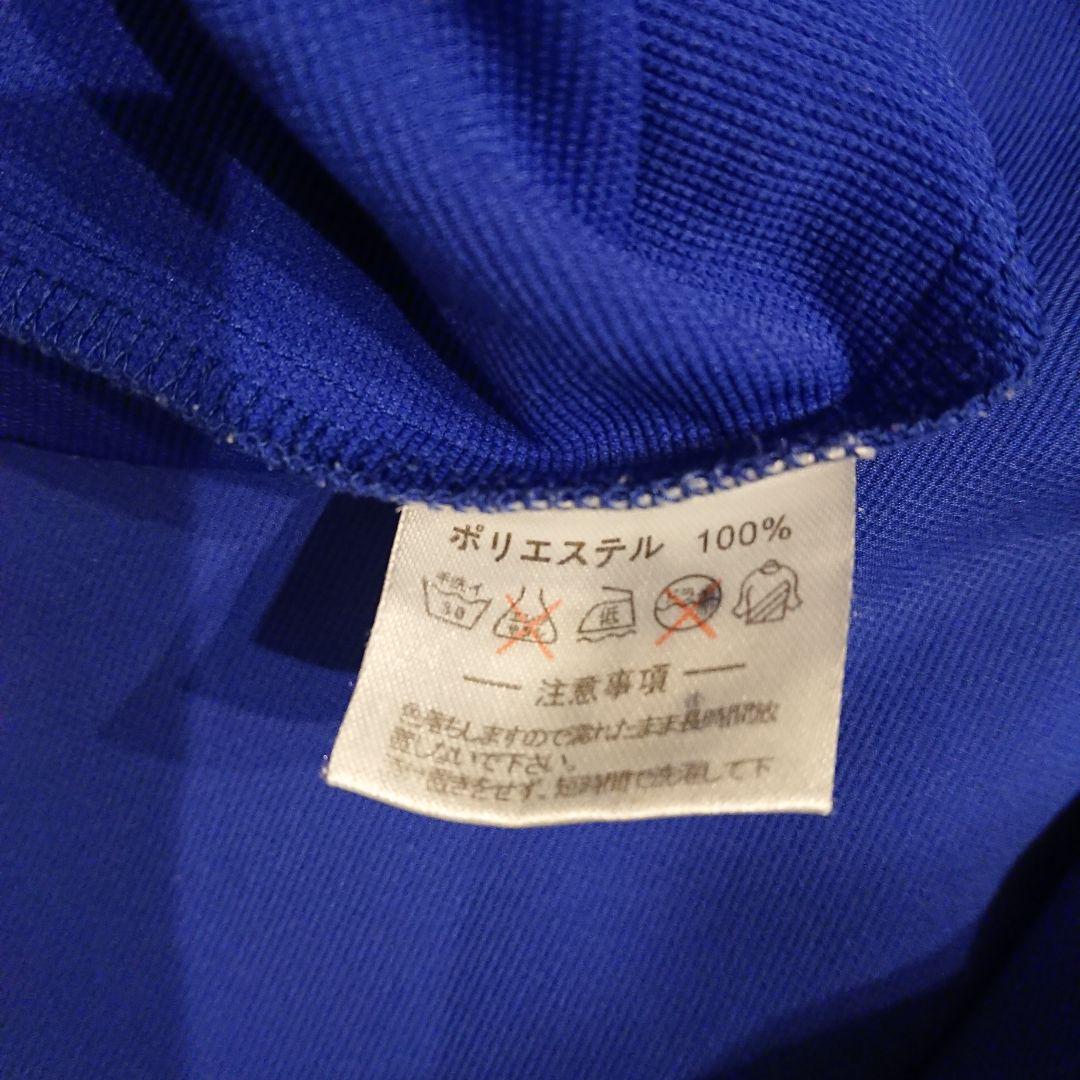 ポリエステル 100%
手洗イ
30
低
注意事項
色落ちしますので濡れたまま長時間放
置しないで下さい。
置きをせず、短時間で洗濯して下